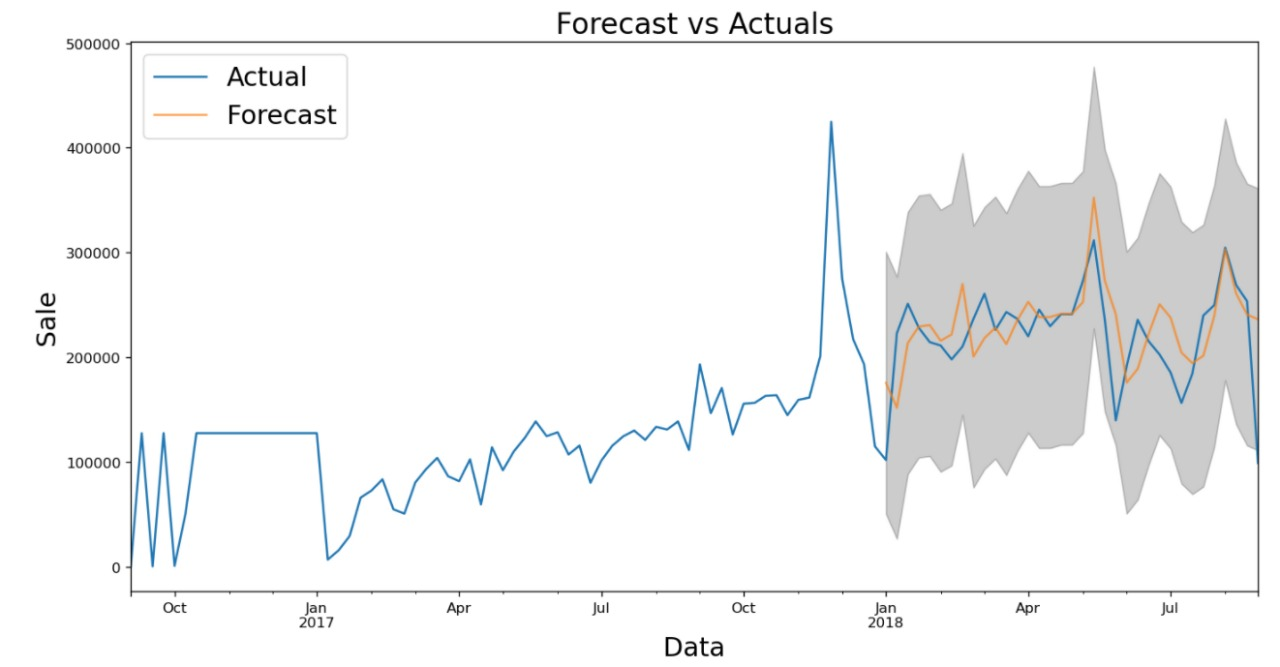 Forecast vs Actuals
Actual
Forecast
500000
400000
300000
200000
100000
0
Sale
Oct Jan Apr Jul Oct Jan Apr Jul
2017 2018
Data